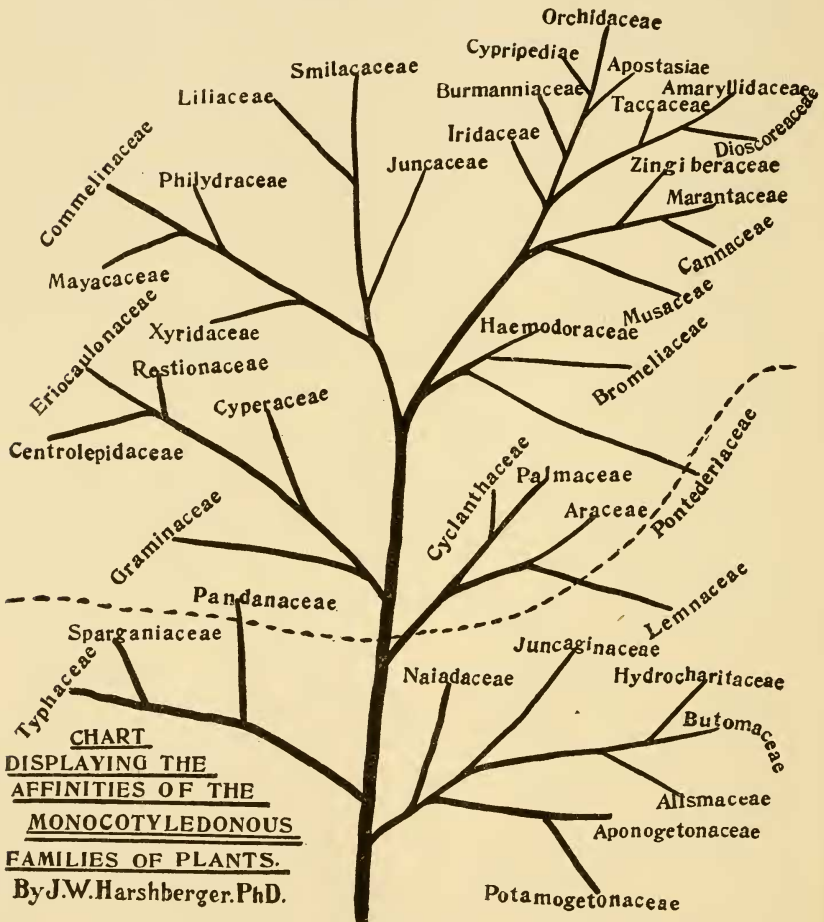 Orchidaceae
Cypripediae
Smilacaceae
Apostasiae
Liliaceae
Burmanniaceae
Amaryllidaceae
Taccaceae
Dioscoreaceae
Commelinaceae
Iridaceae
Juncaceae
Zingiberaceae
Philydraceae
Marantaceae
Cannaceae
Mayacaceae
Musaceae
Xyridaceae
Haemodoraceae
Eriocaulonaceae
Restionaceae
Bromeliaceae
Cyperaceae
Centrolepidaceae
Cyclanthaceae
Palmaceae
Pontederiaceae
Araceae
Graminaceae
Pandanaceae
Lemnaceae
Sparganiaceae
Juncaginaceae
Typhaceae
Naiadaceae
Hydrocharitaceae
Butomaceae
Alismaceae
Aponogetonaceae
Potamogetonaceae
CHART
DISPLAYING THE
AFFINITIES OF THE
MONOCOTYLEDONOUS
FAMILIES OF PLANTS.
By J.W.Harshberger.PhD.